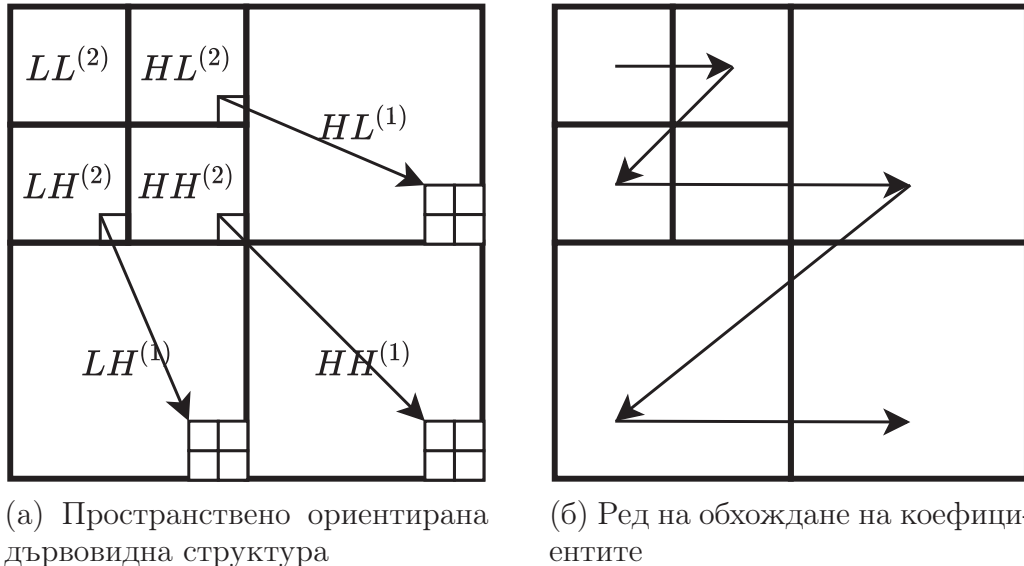 LL(2) HL(2)
HL(1)
LH(2) HH(2)
LH(1) HH(1)
(а) Пространствено ориентирана
дървовидна структура
(б) Ред на обхождане на коефици-
ентите